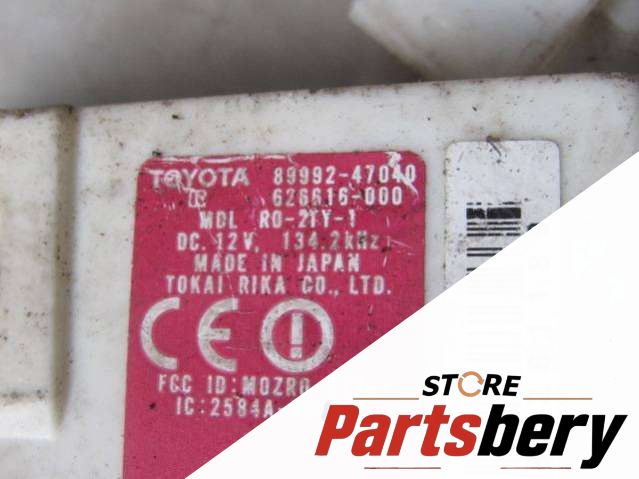 TOYOTA 89992-47040
626616-000
MDL RO-2TY-1
DC. 12V, 134.2kHz
MADE IN JAPAN
TOKAI RIKA CO., LTD.
CE
FCC ID:MOZRO
IC:2584A-
STORE
Partsbery